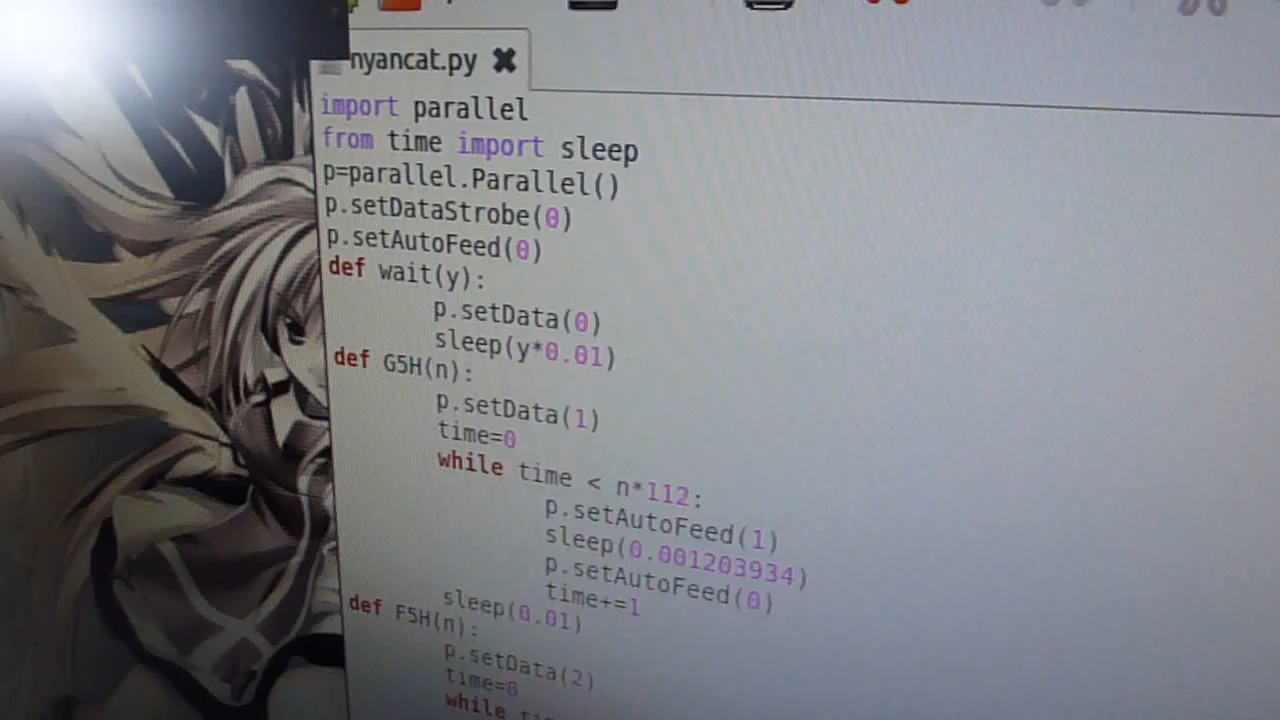 nyancat.py
import parallel
from time import sleep
p=parallel.Parallel()
p.setDataStrobe(0)
p.setAutoFeed(0)
def wait(y):
p.setData(0)
sleep(y*0.01)
def G5H(n):
p.setData(1)
time=0
while time < n*112:
p.setAutoFeed(1)
sleep(0.001203934)
p.setAutoFeed(0)
time+=1
sleep(0.01)
def F5H(n):
p.setData(2)
time=0
while